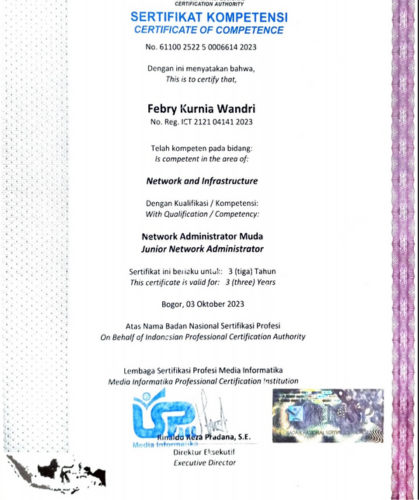 CERTIFICATION AUTHORITY
SERTIFIKAT KOMPETENSI
CERTIFICATE OF COMPETENCE
No. 61100 2522 5 0006614 2023
Dengan ini menyatakan bahwa,
This is to certify that,
Febry Kurnia Wandri
No. Reg. ICT 2121 04141 2023
Telah kompeten pada bidang:
Is competent in the area of:
Network and Infrastructure
Dengan Kualifikasi / Kompetensi:
With Qualification / Competency:
Network Administrator Muda
Junior Network Administrator
Sertifikat ini berlaku untuk: 3 (tiga) Tahun
This certificate is valid for: 3 (three) Years
Bogor, 03 Oktober 2023
Atas Nama Badan Nasional Sertifikasi Profesi
On Behalf of Indonesian Professional Certification Authority
Lembaga Sertifikasi Profesi Media Informatika
Media Informatika Professional Certification Institution
Media Informatika
Rinaldo Reza Pradana, S.E.
Direktur Eksekutif
Executive Director